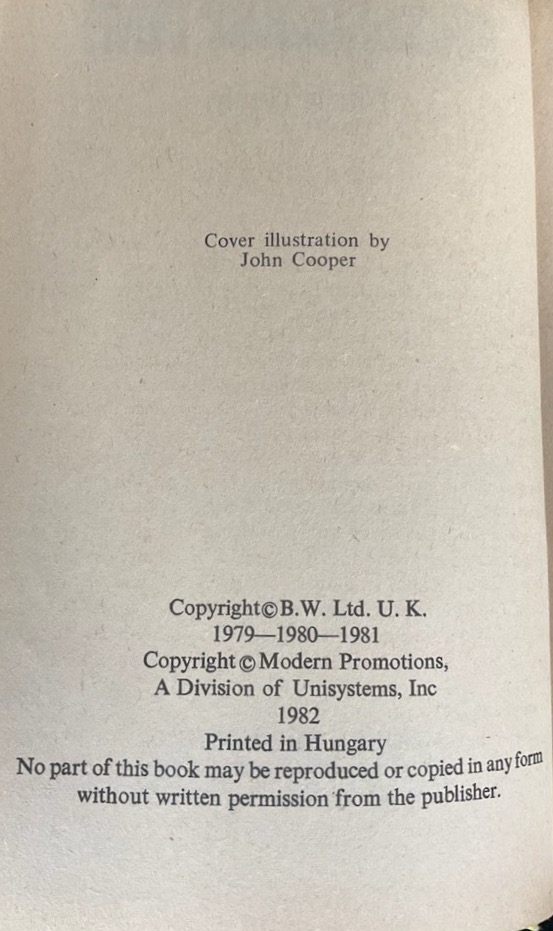 Cover illustration by
John Cooper
Copyright©B.W. Ltd. U. K.
1979—1980—1981
Copyright © Modern Promotions,
A Division of Unisystems, Inc
1982
Printed in Hungary
No part of this book may be reproduced or copied in any form
without written permission from the publisher.